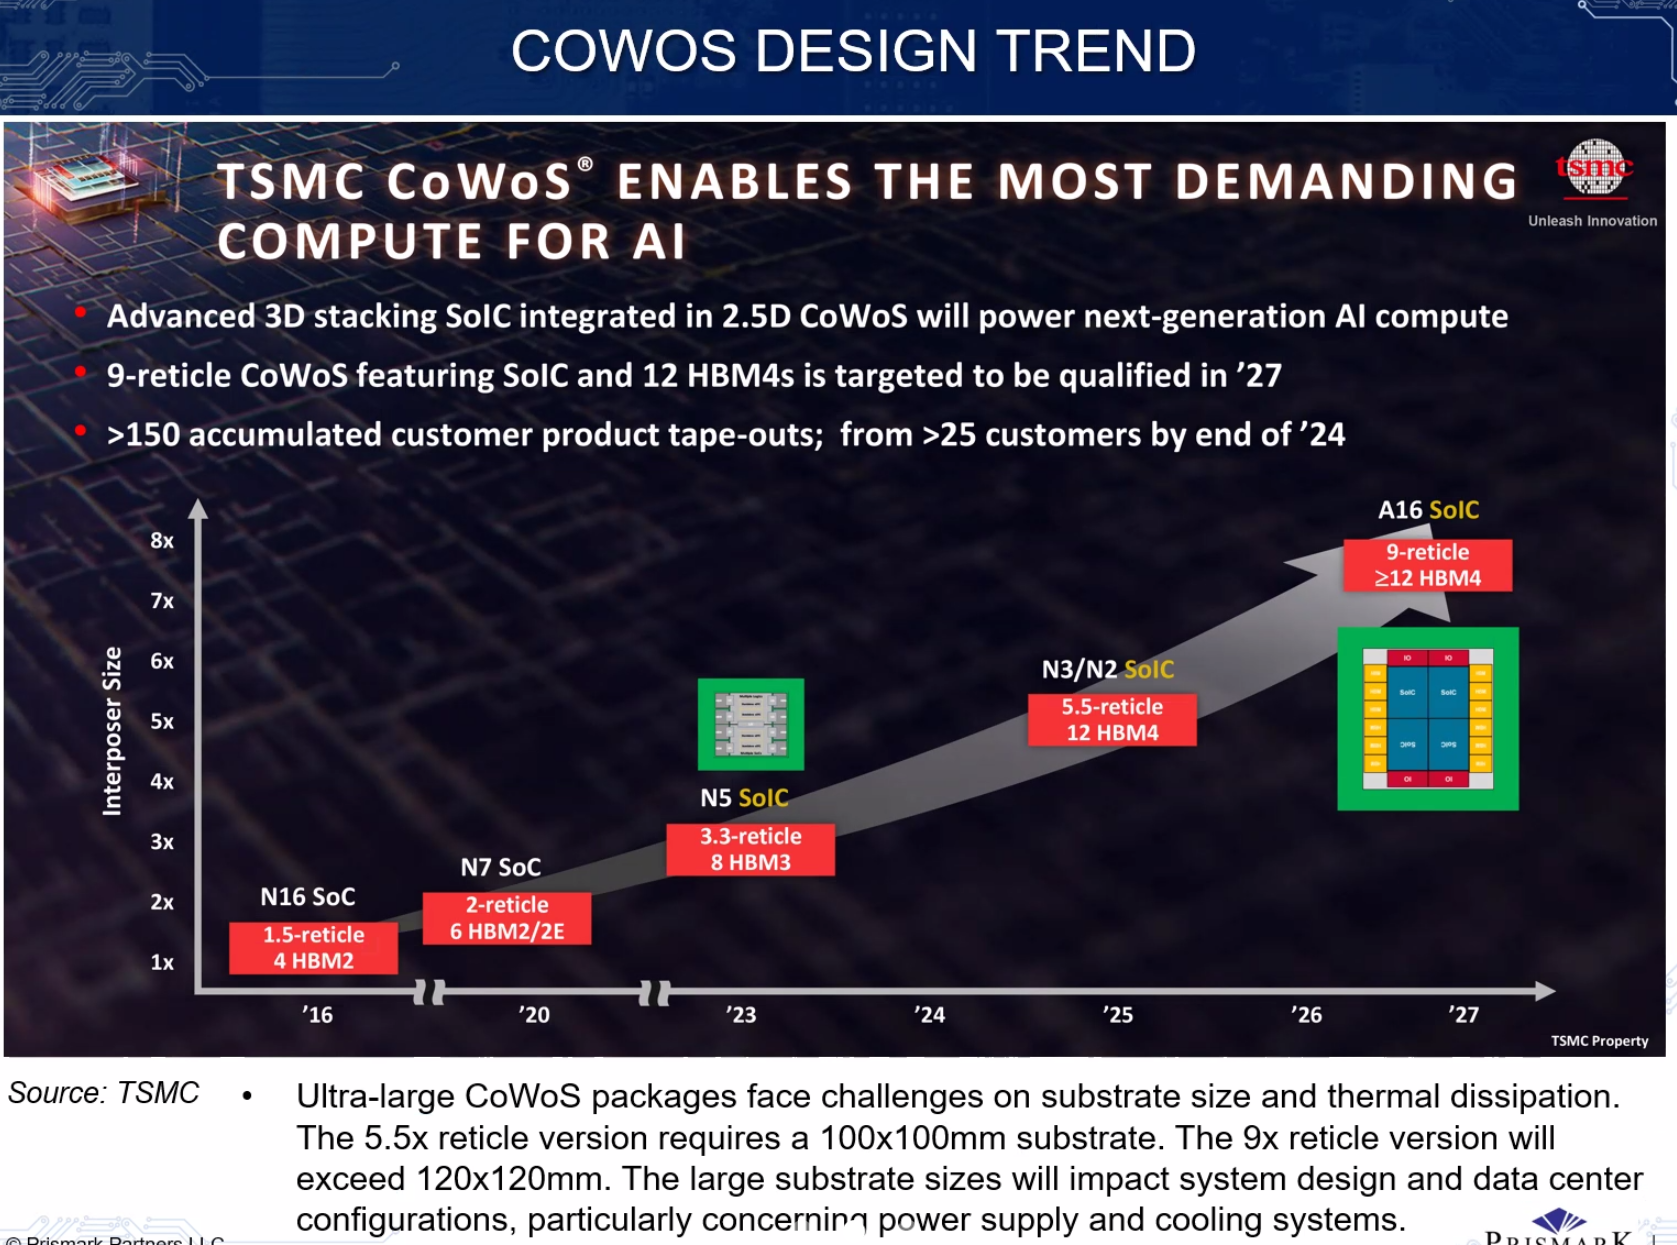 COWOS DESIGN TREND
TSMC CoWoS® ENABLES THE MOST DEMANDING
COMPUTE FOR AI
tsmc
Unleash Innovation
• Advanced 3D stacking SoIC integrated in 2.5D CoWoS will power next-generation AI compute
• 9-reticle CoWoS featuring SoIC and 12 HBM4s is targeted to be qualified in ’27
• >150 accumulated customer product tape-outs; from >25 customers by end of ’24
Interposer Size
8x
7x
6x
5x
4x
3x
2x
1x
N16 SoC
1.5-reticle
4 HBM2
N7 SoC
2-reticle
6 HBM2/2E
N5 SoIC
3.3-reticle
8 HBM3
N3/N2 SoIC
5.5-reticle
12 HBM4
A16 SoIC
9-reticle
≥12 HBM4
IO IO
SoIC SoIC
SoIC SoIC
IO IO
’16 ’20 ’23 ’24 ’25 ’26 ’27
TSMC Property
Source: TSMC
• Ultra-large CoWoS packages face challenges on substrate size and thermal dissipation.
The 5.5x reticle version requires a 100x100mm substrate. The 9x reticle version will
exceed 120x120mm. The large substrate sizes will impact system design and data center
configurations, particularly concerning power supply and cooling systems.
© Prismark Partners LLC
PRISMARK